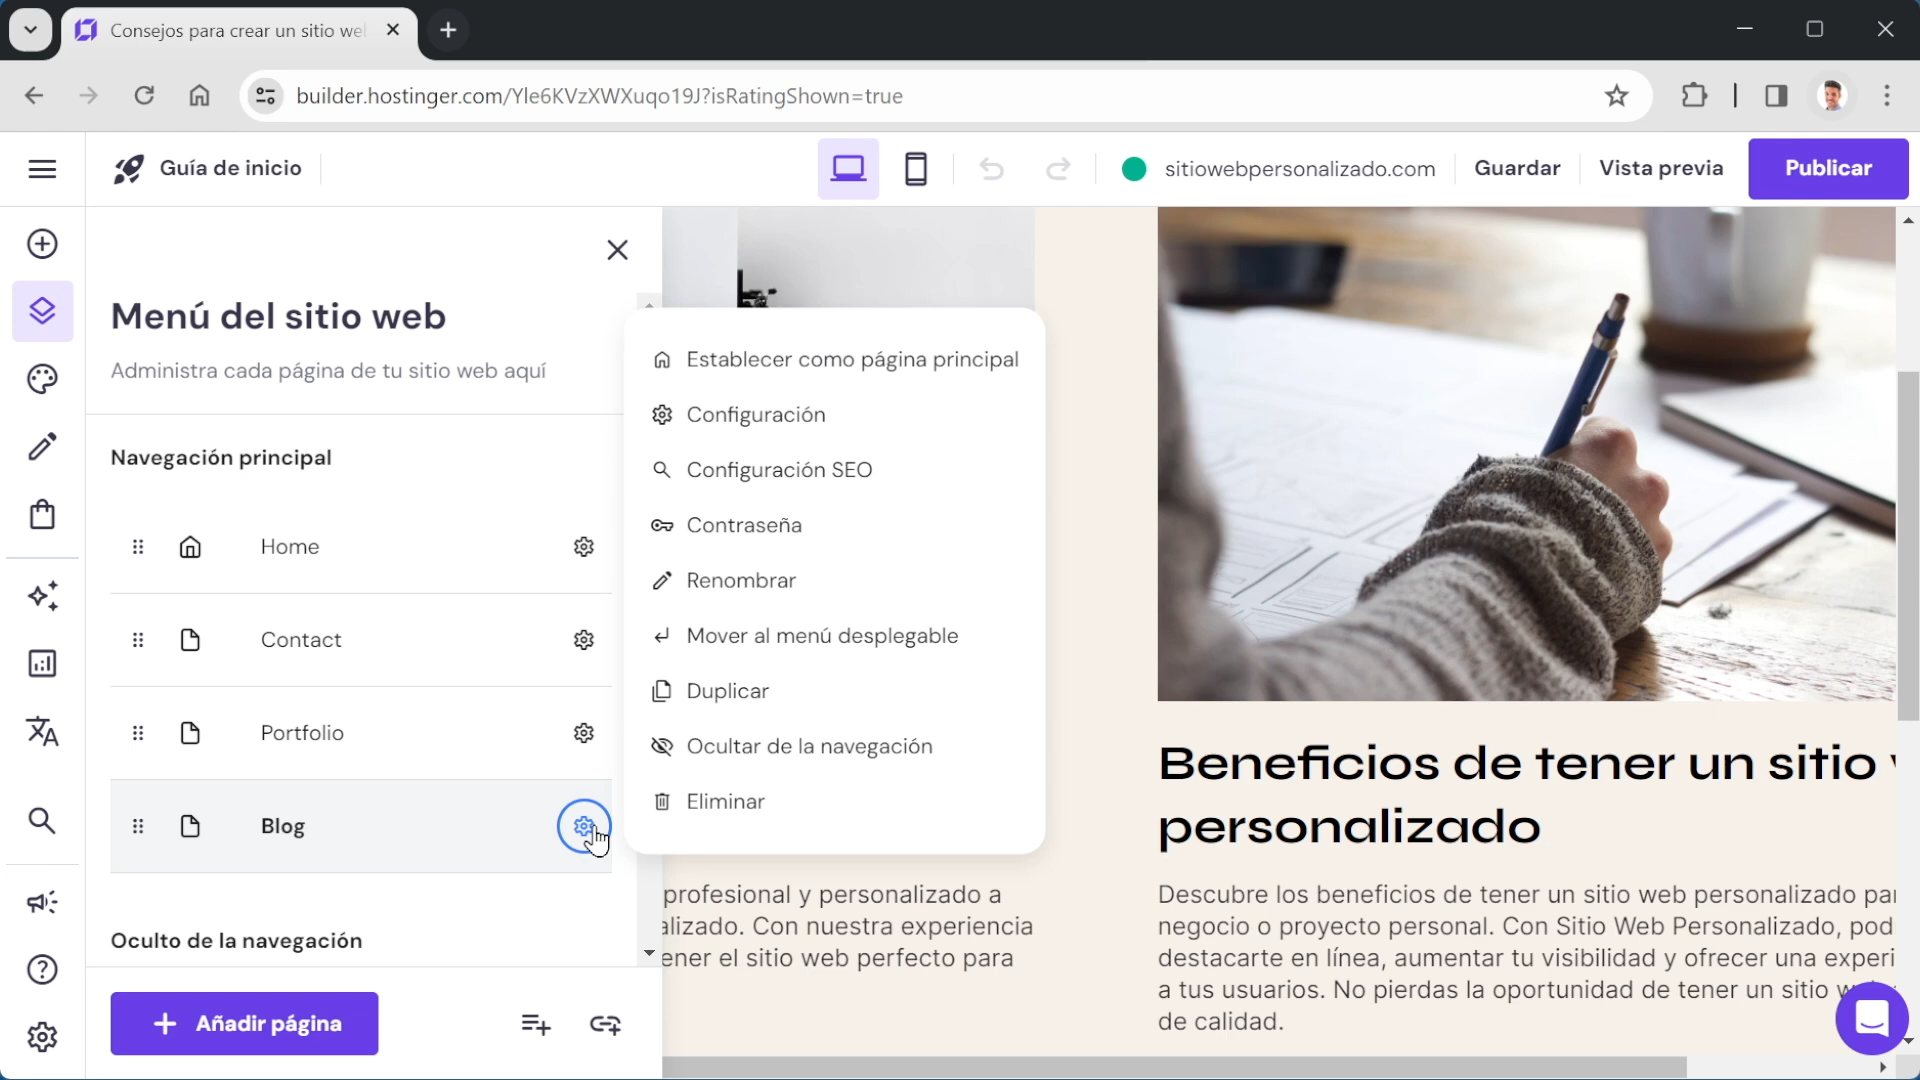 Consejos para crear un sitio we
builder.hostinger.com/Yle6KVzXWXuqo19J?isRatingShown=true
Guía de inicio
sitiowebpersonalizado.com
Guardar
Vista previa
Publicar
Menú del sitio web
Administra cada página de tu sitio web aquí
Navegación principal
Home
Contact
Portfolio
Blog
Oculto de la navegación
Añadir página
Establecer como página principal
Configuración
Configuración SEO
Contraseña
Renombrar
Mover al menú desplegable
Duplicar
Ocultar de la navegación
Eliminar
profesional y personalizado a
alizado. Con nuestra experiencia
ener el sitio web perfecto para
Beneficios de tener un sitio
personalizado
Descubre los beneficios de tener un sitio web personalizado par
negocio o proyecto personal. Con Sitio Web Personalizado, pod
destacarte en línea, aumentar tu visibilidad y ofrecer una experi
a tus usuarios. No pierdas la oportunidad de tener un sitio
de calidad.